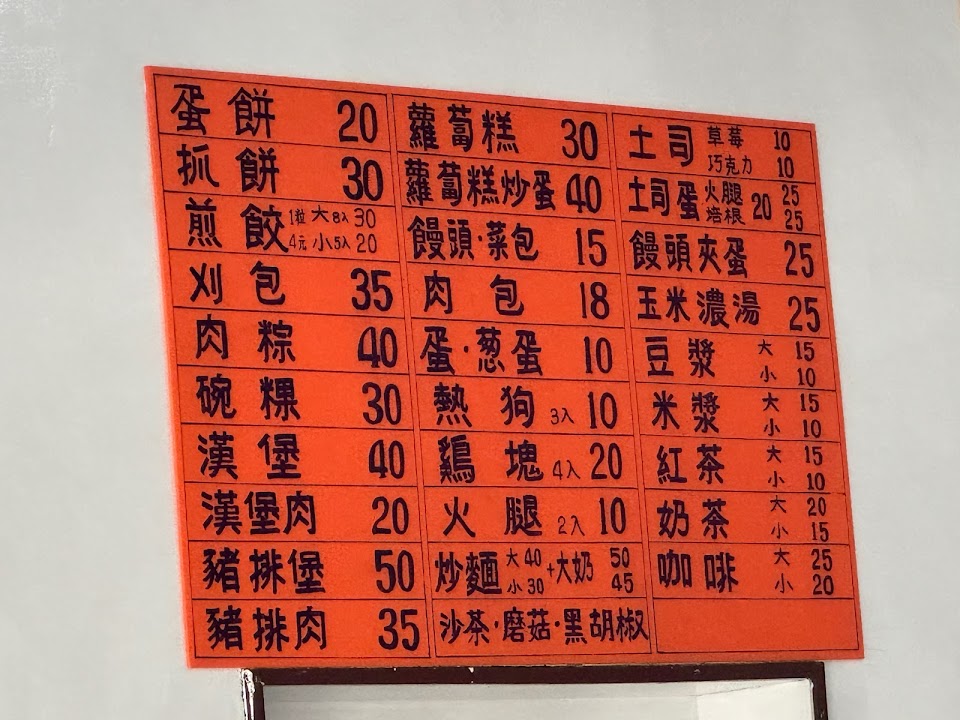 蛋餅 20
抓餅 30
煎餃 1粒 大8入 30
4元 小5入 20
刈包 35
肉粽 40
碗粿 30
漢堡 40
漢堡肉 20
豬排堡 50
豬排肉 35
蘿蔔糕 30
蘿蔔糕炒蛋 40
饅頭·菜包 15
肉包 18
蛋·葱蛋 10
熱狗 3入 10
鷄塊 4入 20
火腿 2入 10
炒麵 大40 +大奶 50
小30 45
沙茶·磨菇·黑胡椒
土司 草莓 10
巧克力 10
土司蛋 20 火腿 25
培根 25
饅頭夾蛋 25
玉米濃湯 25
豆漿 大 15
小 10
米漿 大 15
小 10
紅茶 大 15
小 10
奶茶 大 20
小 15
咖啡 大 25
小 20